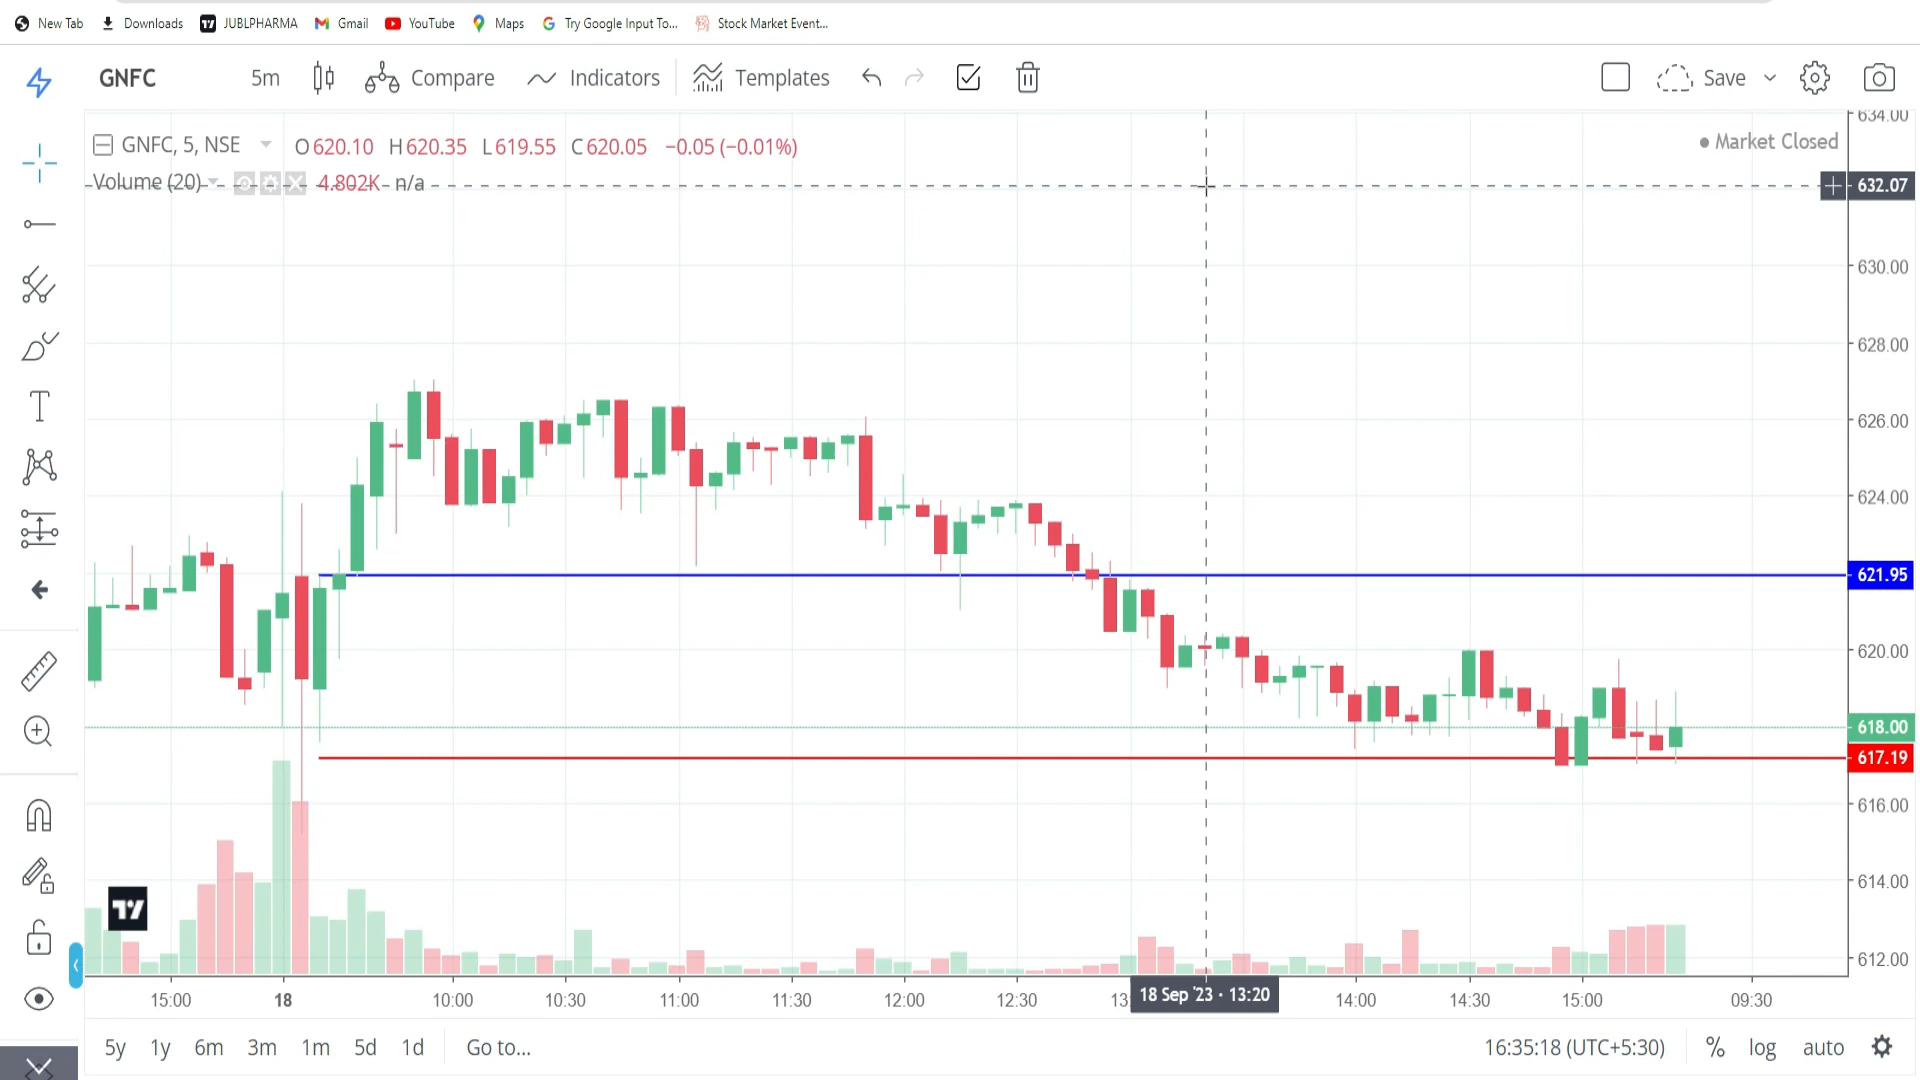 New Tab Downloads JUBLPHARMA Gmail YouTube Maps Try Google Input To... Stock Market Event...
GNFC 5m Compare Indicators Templates Save
634.00
GNFC, 5, NSE O620.10 H620.35 L619.55 C620.05 −0.05 (−0.01%)
Market Closed
Volume (20) 4.802K n/a
632.07
630.00
628.00
626.00
624.00
621.95
620.00
618.00
617.19
616.00
614.00
612.00
15:00 18 10:00 10:30 11:00 11:30 12:00 12:30 13: 18 Sep '23 · 13:20 14:00 14:30 15:00 09:30
5y 1y 6m 3m 1m 5d 1d Go to... 16:35:18 (UTC+5:30) % log auto